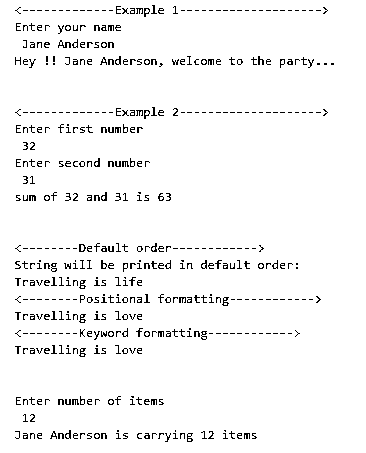 <-------------Example 1-------------------->
Enter your name
Jane Anderson
Hey !! Jane Anderson, welcome to the party...
<-------------Example 2-------------------->
Enter first number
32
Enter second number
31
sum of 32 and 31 is 63
<--------Default order------------>
String will be printed in default order:
Travelling is life
<--------Positional formatting------------>
Travelling is love
<--------Keyword formatting------------>
Travelling is love
Enter number of items
12
Jane Anderson is carrying 12 items